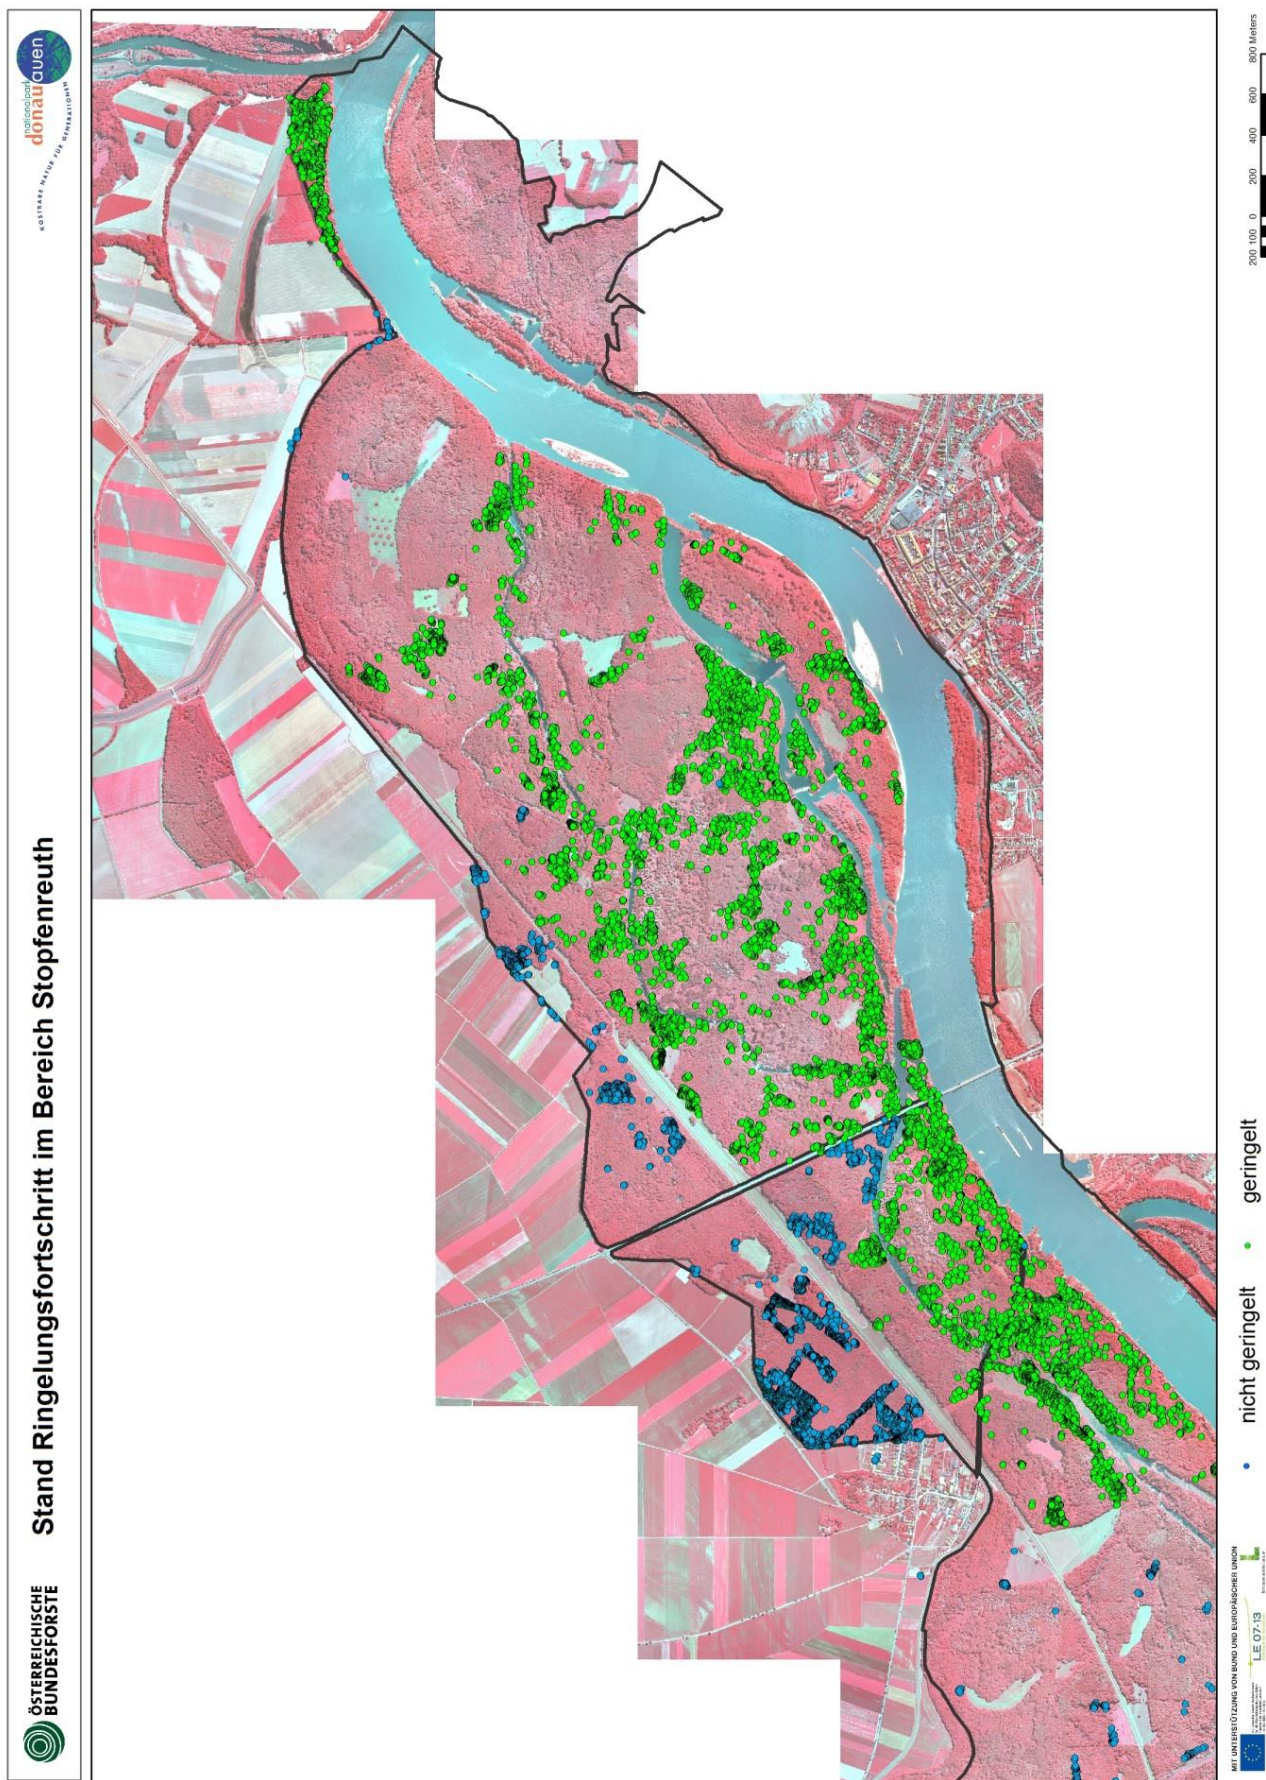 ÖSTERREICHISCHE
BUNDESFORSTE
Stand Ringelungsfortschritt im Bereich Stopfenreuth
nationalpark
donauauen
KOSTBARE NATUR FÜR GENERATIONEN
MIT UNTERSTÜTZUNG VON BUND UND EUROPÄISCHER UNION
LE 07-13
nicht geringelt
geringelt
200 100 0 200 400 600 800 Meters